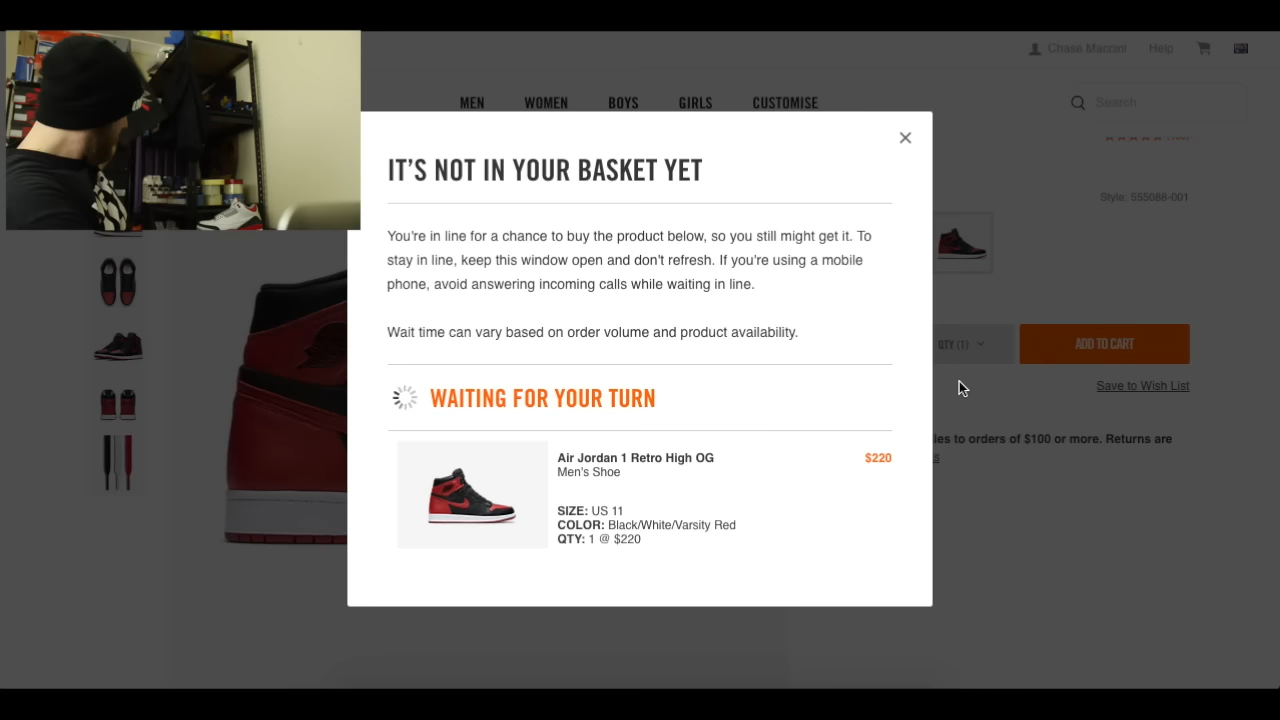 Chase Maccini Help
MEN WOMEN BOYS GIRLS CUSTOMISE
Search
IT'S NOT IN YOUR BASKET YET
Style: 555088-001
You're in line for a chance to buy the product below, so you still might get it. To
stay in line, keep this window open and don't refresh. If you're using a mobile
phone, avoid answering incoming calls while waiting in line.
Wait time can vary based on order volume and product availability.
QTY (1)
ADD TO CART
Save to Wish List
WAITING FOR YOUR TURN
ies to orders of $100 or more. Returns are
Air Jordan 1 Retro High OG
$220
Men's Shoe
SIZE: US 11
COLOR: Black/White/Varsity Red
QTY: 1 @ $220